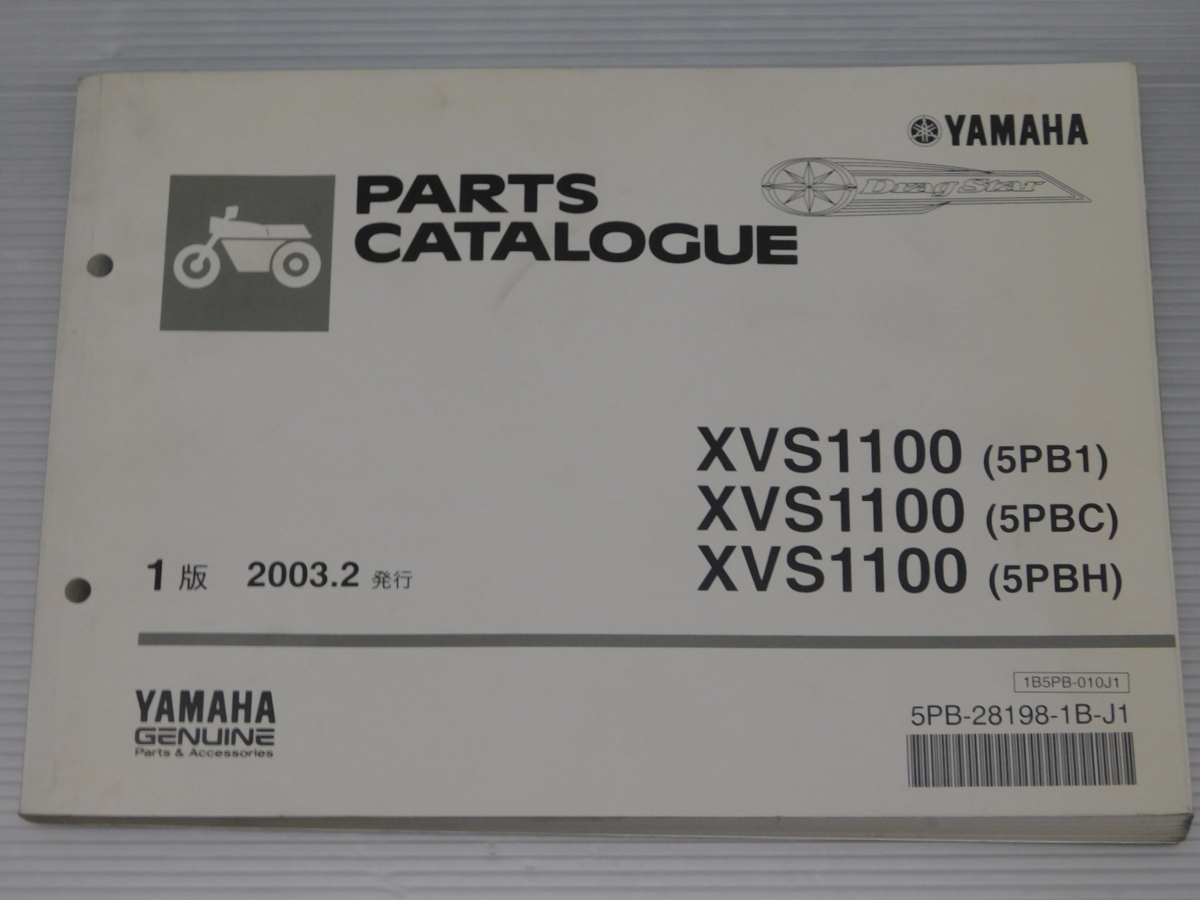 YAMAHA
Drag Star
PARTS
CATALOGUE
XVS1100 (5PB1)
XVS1100 (5PBC)
XVS1100 (5PBH)
1版 2003.2 発行
YAMAHA
GENUINE
Parts & Accessories
1B5PB-010J1
5PB-28198-1B-J1